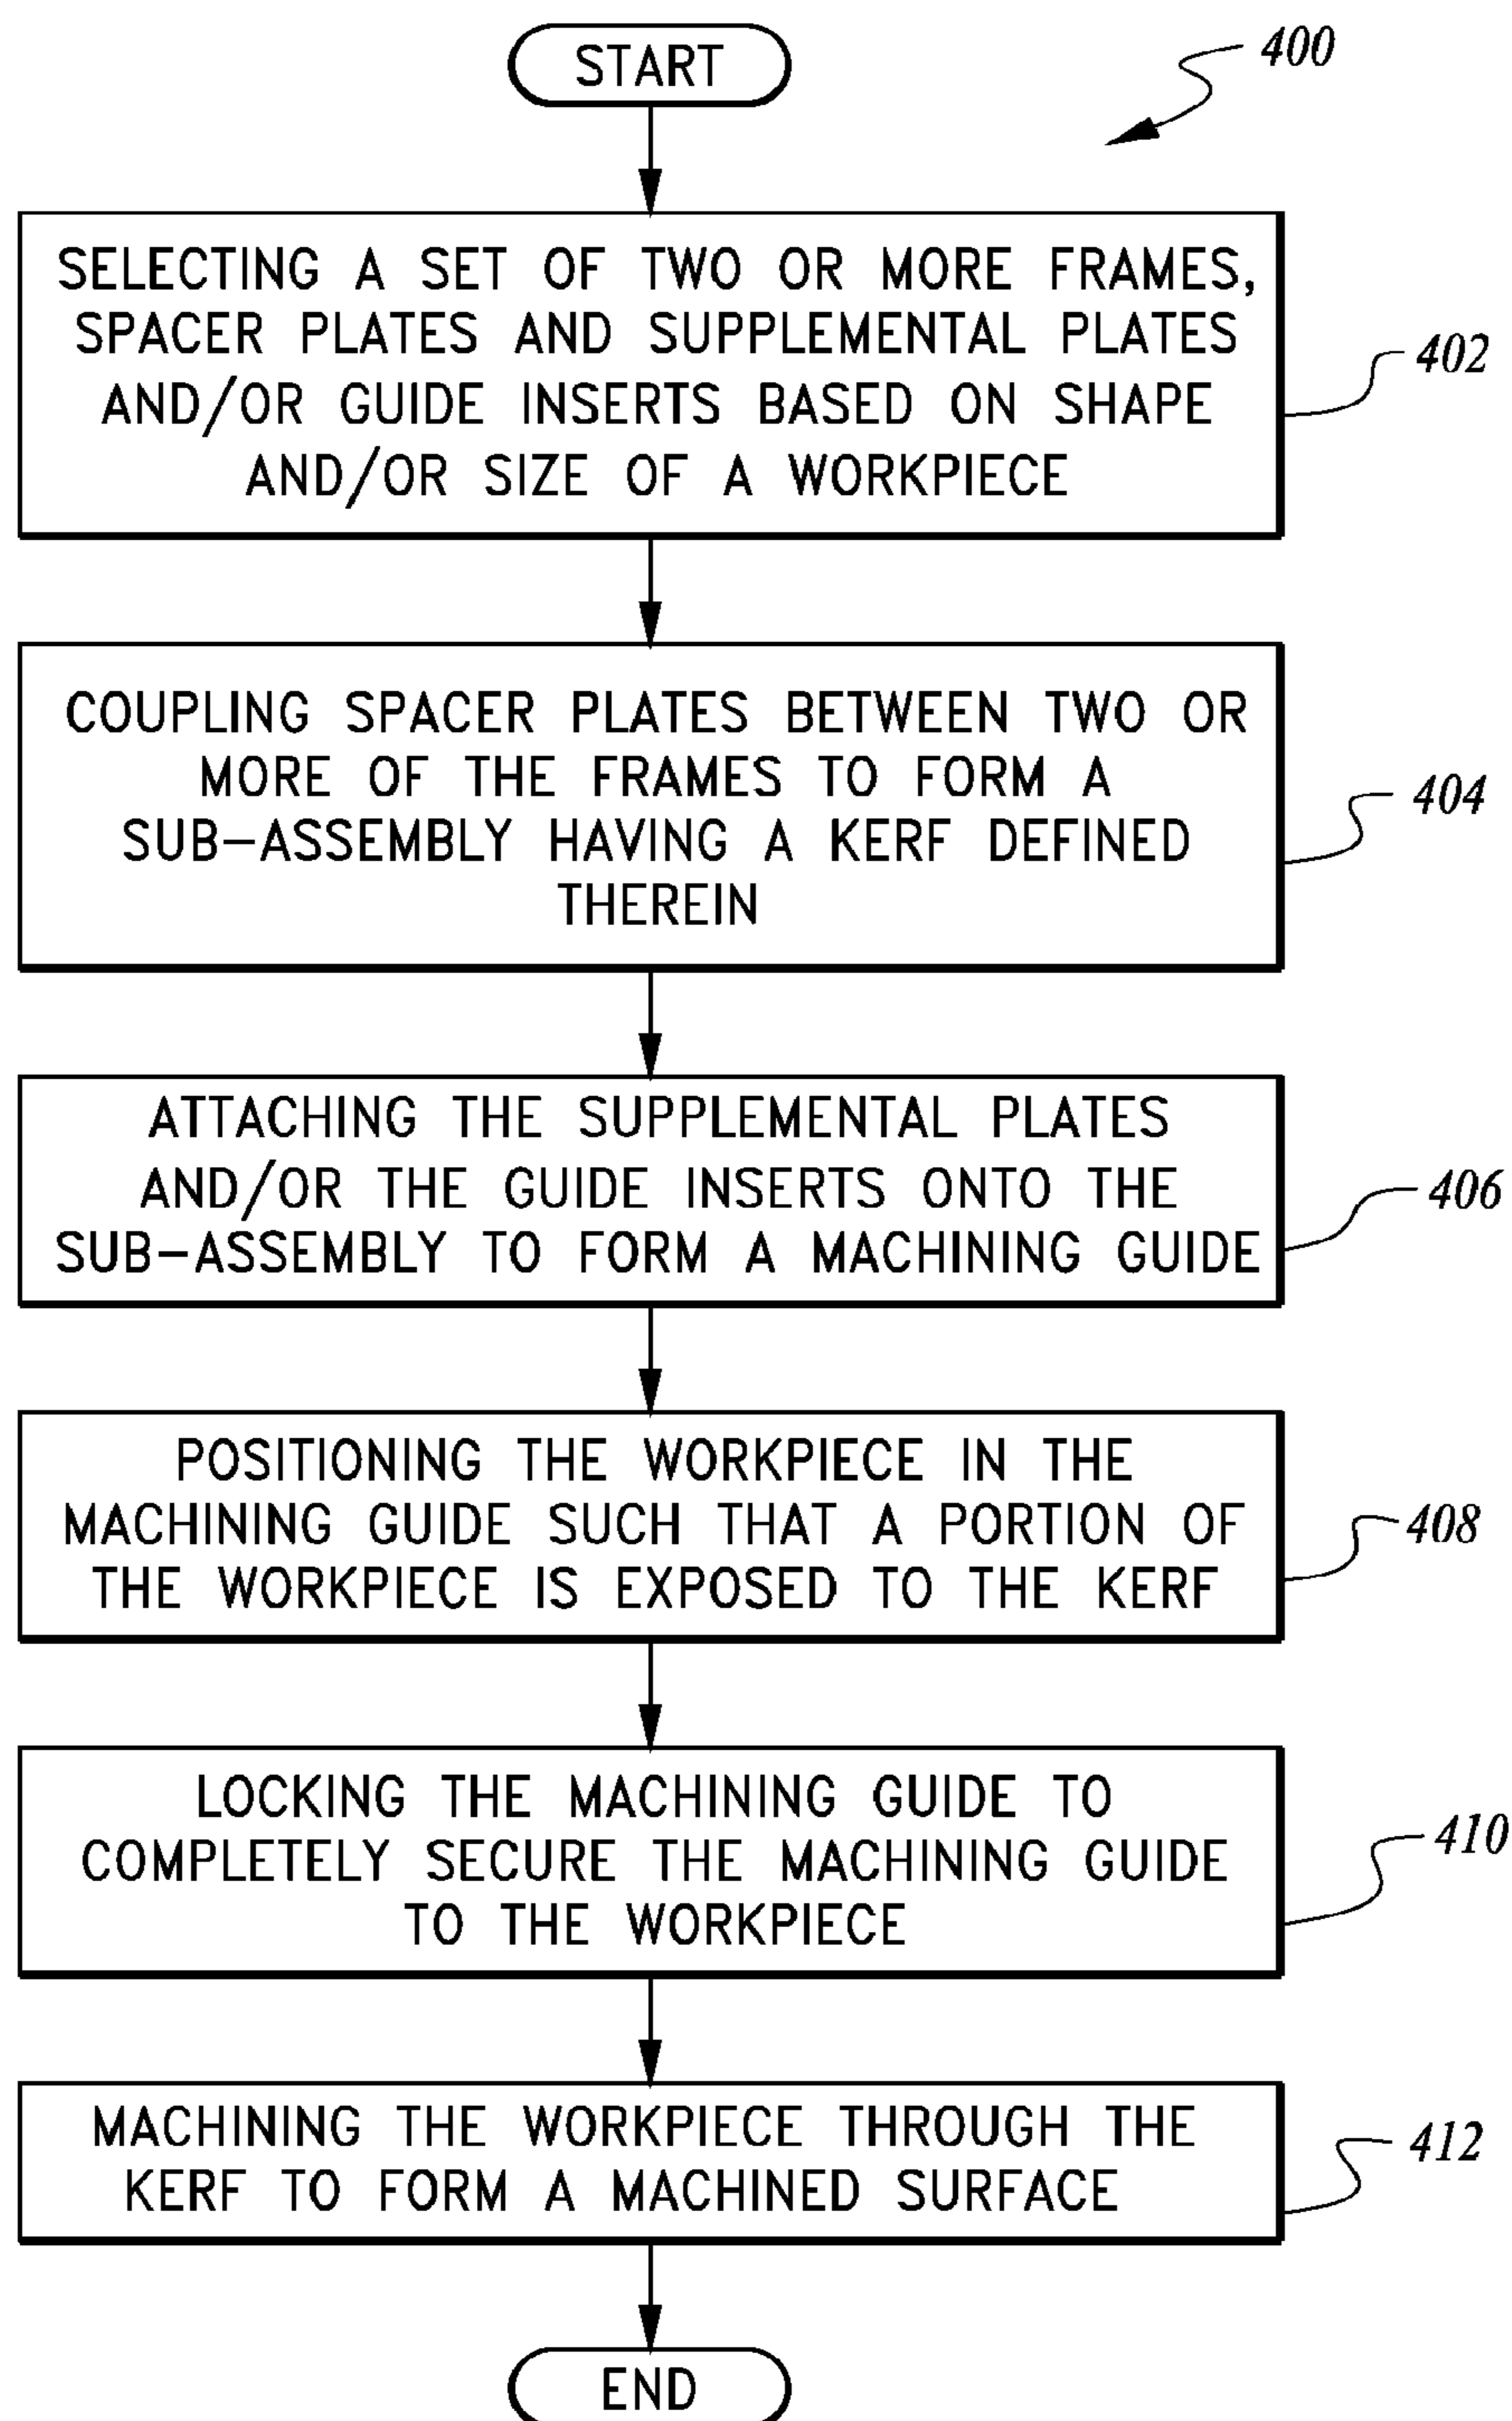 START
400
SELECTING A SET OF TWO OR MORE FRAMES,
SPACER PLATES AND SUPPLEMENTAL PLATES
AND/OR GUIDE INSERTS BASED ON SHAPE
AND/OR SIZE OF A WORKPIECE
402
COUPLING SPACER PLATES BETWEEN TWO OR
MORE OF THE FRAMES TO FORM A
SUB-ASSEMBLY HAVING A KERF DEFINED
THEREIN
404
ATTACHING THE SUPPLEMENTAL PLATES
AND/OR THE GUIDE INSERTS ONTO THE
SUB-ASSEMBLY TO FORM A MACHINING GUIDE
406
POSITIONING THE WORKPIECE IN THE
MACHINING GUIDE SUCH THAT A PORTION OF
THE WORKPIECE IS EXPOSED TO THE KERF
408
LOCKING THE MACHINING GUIDE TO
COMPLETELY SECURE THE MACHINING GUIDE
TO THE WORKPIECE
410
MACHINING THE WORKPIECE THROUGH THE
KERF TO FORM A MACHINED SURFACE
412
END